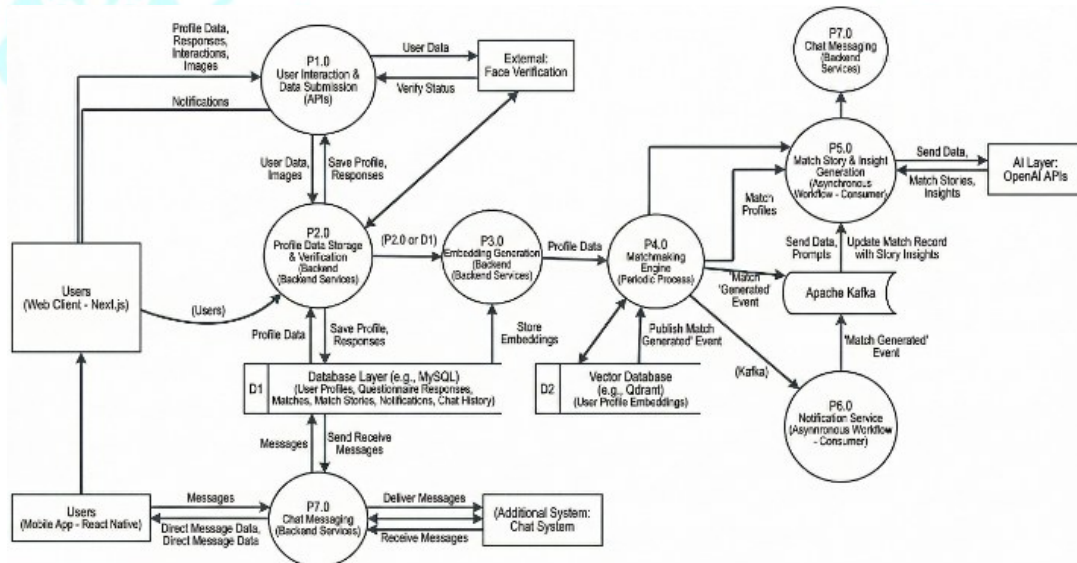 Profile Data,
Responses,
Interactions,
Images
Notifications
P1.0
User Interaction &
Data Submission
(APIs)
User Data
Verify Status
External:
Face Verification
User Data,
Images
Save Profile,
Responses
P2.0
Profile Data Storage
& Verification
(Backend
(Backend Services)
(P2.0 or D1)
P3.0
Embedding Generation
(Backend
(Backend Services)
Profile Data
P4.0
Matchmaking
Engine
(Periodic Process)
Match
Profiles
P7.0
Chat Messaging
(Backend
Services)
P5.0
Match Story & Insight
Generation
(Asynchronous
Workflow - Consumer)
Send Data,
Match Stories,
Insights
AI Layer:
OpenAI APIs
Send Data,
Prompts
Update Match Record
with Slory Insights
'Match
'Generated'
Event
Apache Kafka
'Match Generated'
Event
(Kafka)
P6.0
Notification Service
(Asynnronous Workflow
- Consumer)
Users
(Web Client - Nexl.js)
(Users)
Profile Data
Save Profile,
Responses
Store
Embeddings
Publish Match
Generated' Event
D1
Database Layer (e.g., MySQL)
(User Profiles, Questionnaire Responses,
Matches, Match Stories, Notifications, Chat History)
D2
Vector Database
(e.g., Qdrant)
(User Profile Embeddings)
Messages
Send Receive
Messages
Users
(Mobile App - React Native)
Messages
Direct Message Data,
Direct Message Data
P7.0
Chat Messaging
(Backend Services)
Deliver Messages
Receive Messages
(Additional System:
Chat System